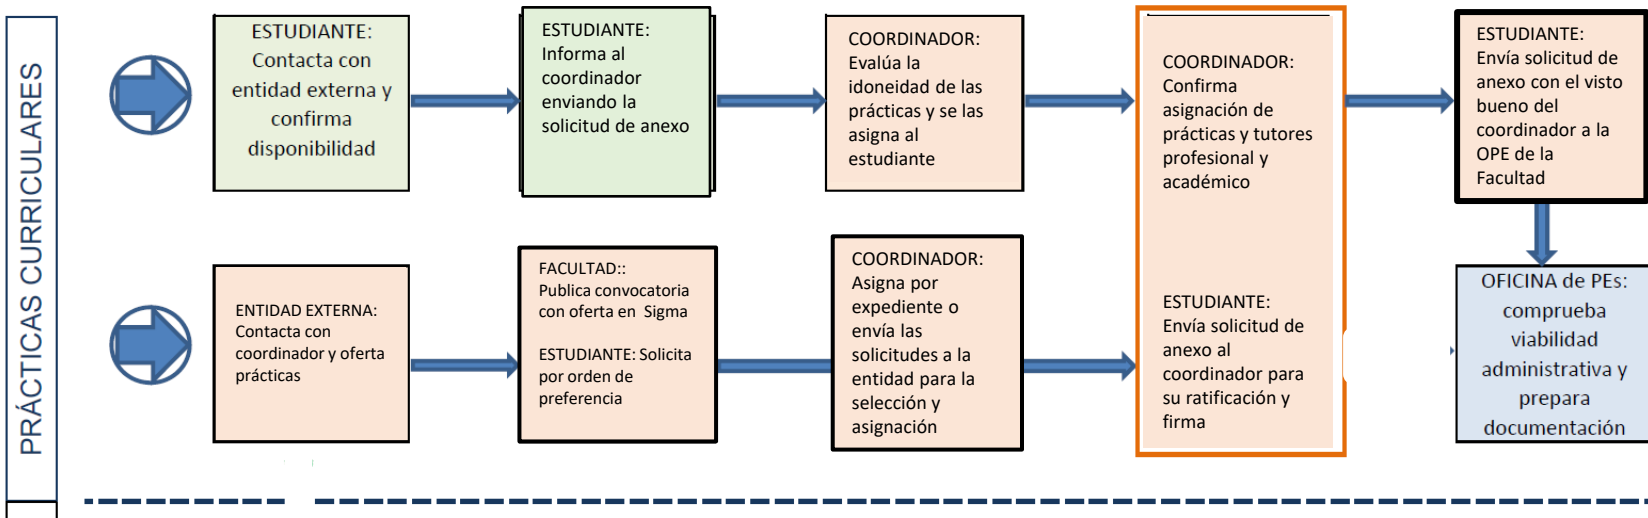 PRÁCTICAS CURRICULARES
ESTUDIANTE:
Contacta con
entidad externa y
confirma
disponibilidad
ESTUDIANTE:
Informa al
coordinador
enviando la
solicitud de anexo
COORDINADOR:
Evalúa la
idoneidad de las
prácticas y se las
asigna al
estudiante
COORDINADOR:
Confirma
asignación de
prácticas y tutores
profesional y
académico
ESTUDIANTE:
Envía solicitud de
anexo con el visto
bueno del
coordinador a la
OPE de la
Facultad
ENTIDAD EXTERNA:
Contacta con
coordinador y oferta
prácticas
FACULTAD::
Publica convocatoria
con oferta en Sigma
ESTUDIANTE: Solicita
por orden de
preferencia
COORDINADOR:
Asigna por
expediente o
envía las
solicitudes a la
entidad para la
selección y
asignación
ESTUDIANTE:
Envía solicitud de
anexo al
coordinador para
su ratificación y
firma
OFICINA de PEs:
comprueba
viabilidad
administrativa y
prepara
documentación